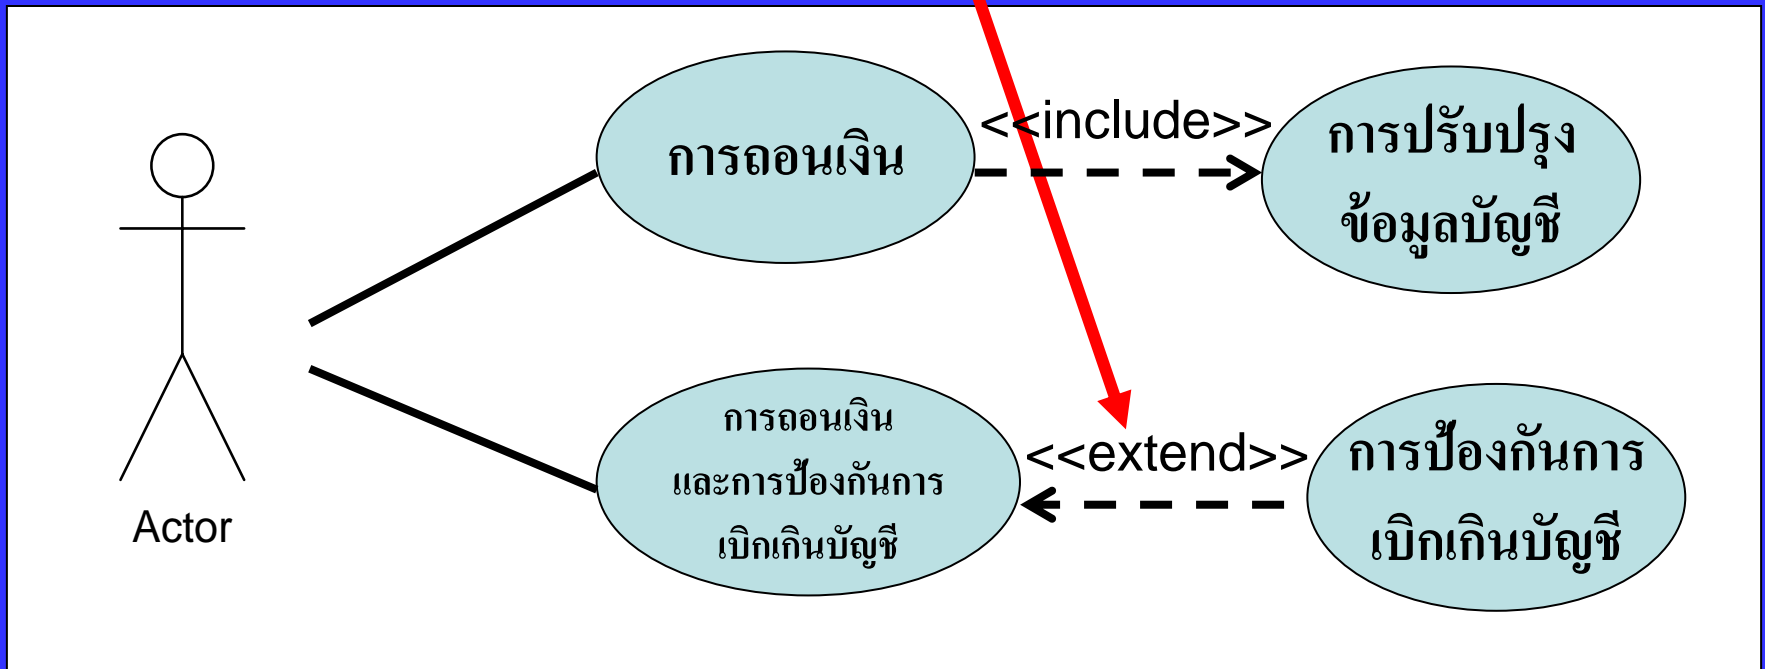 การถอนเงิน
<<include>>
การปรับปรุง
ข้อมูลบัญชี
Actor
การถอนเงิน
และการป้องกันการ
เบิกเกินบัญชี
<<extend>>
การป้องกันการ
เบิกเกินบัญชี